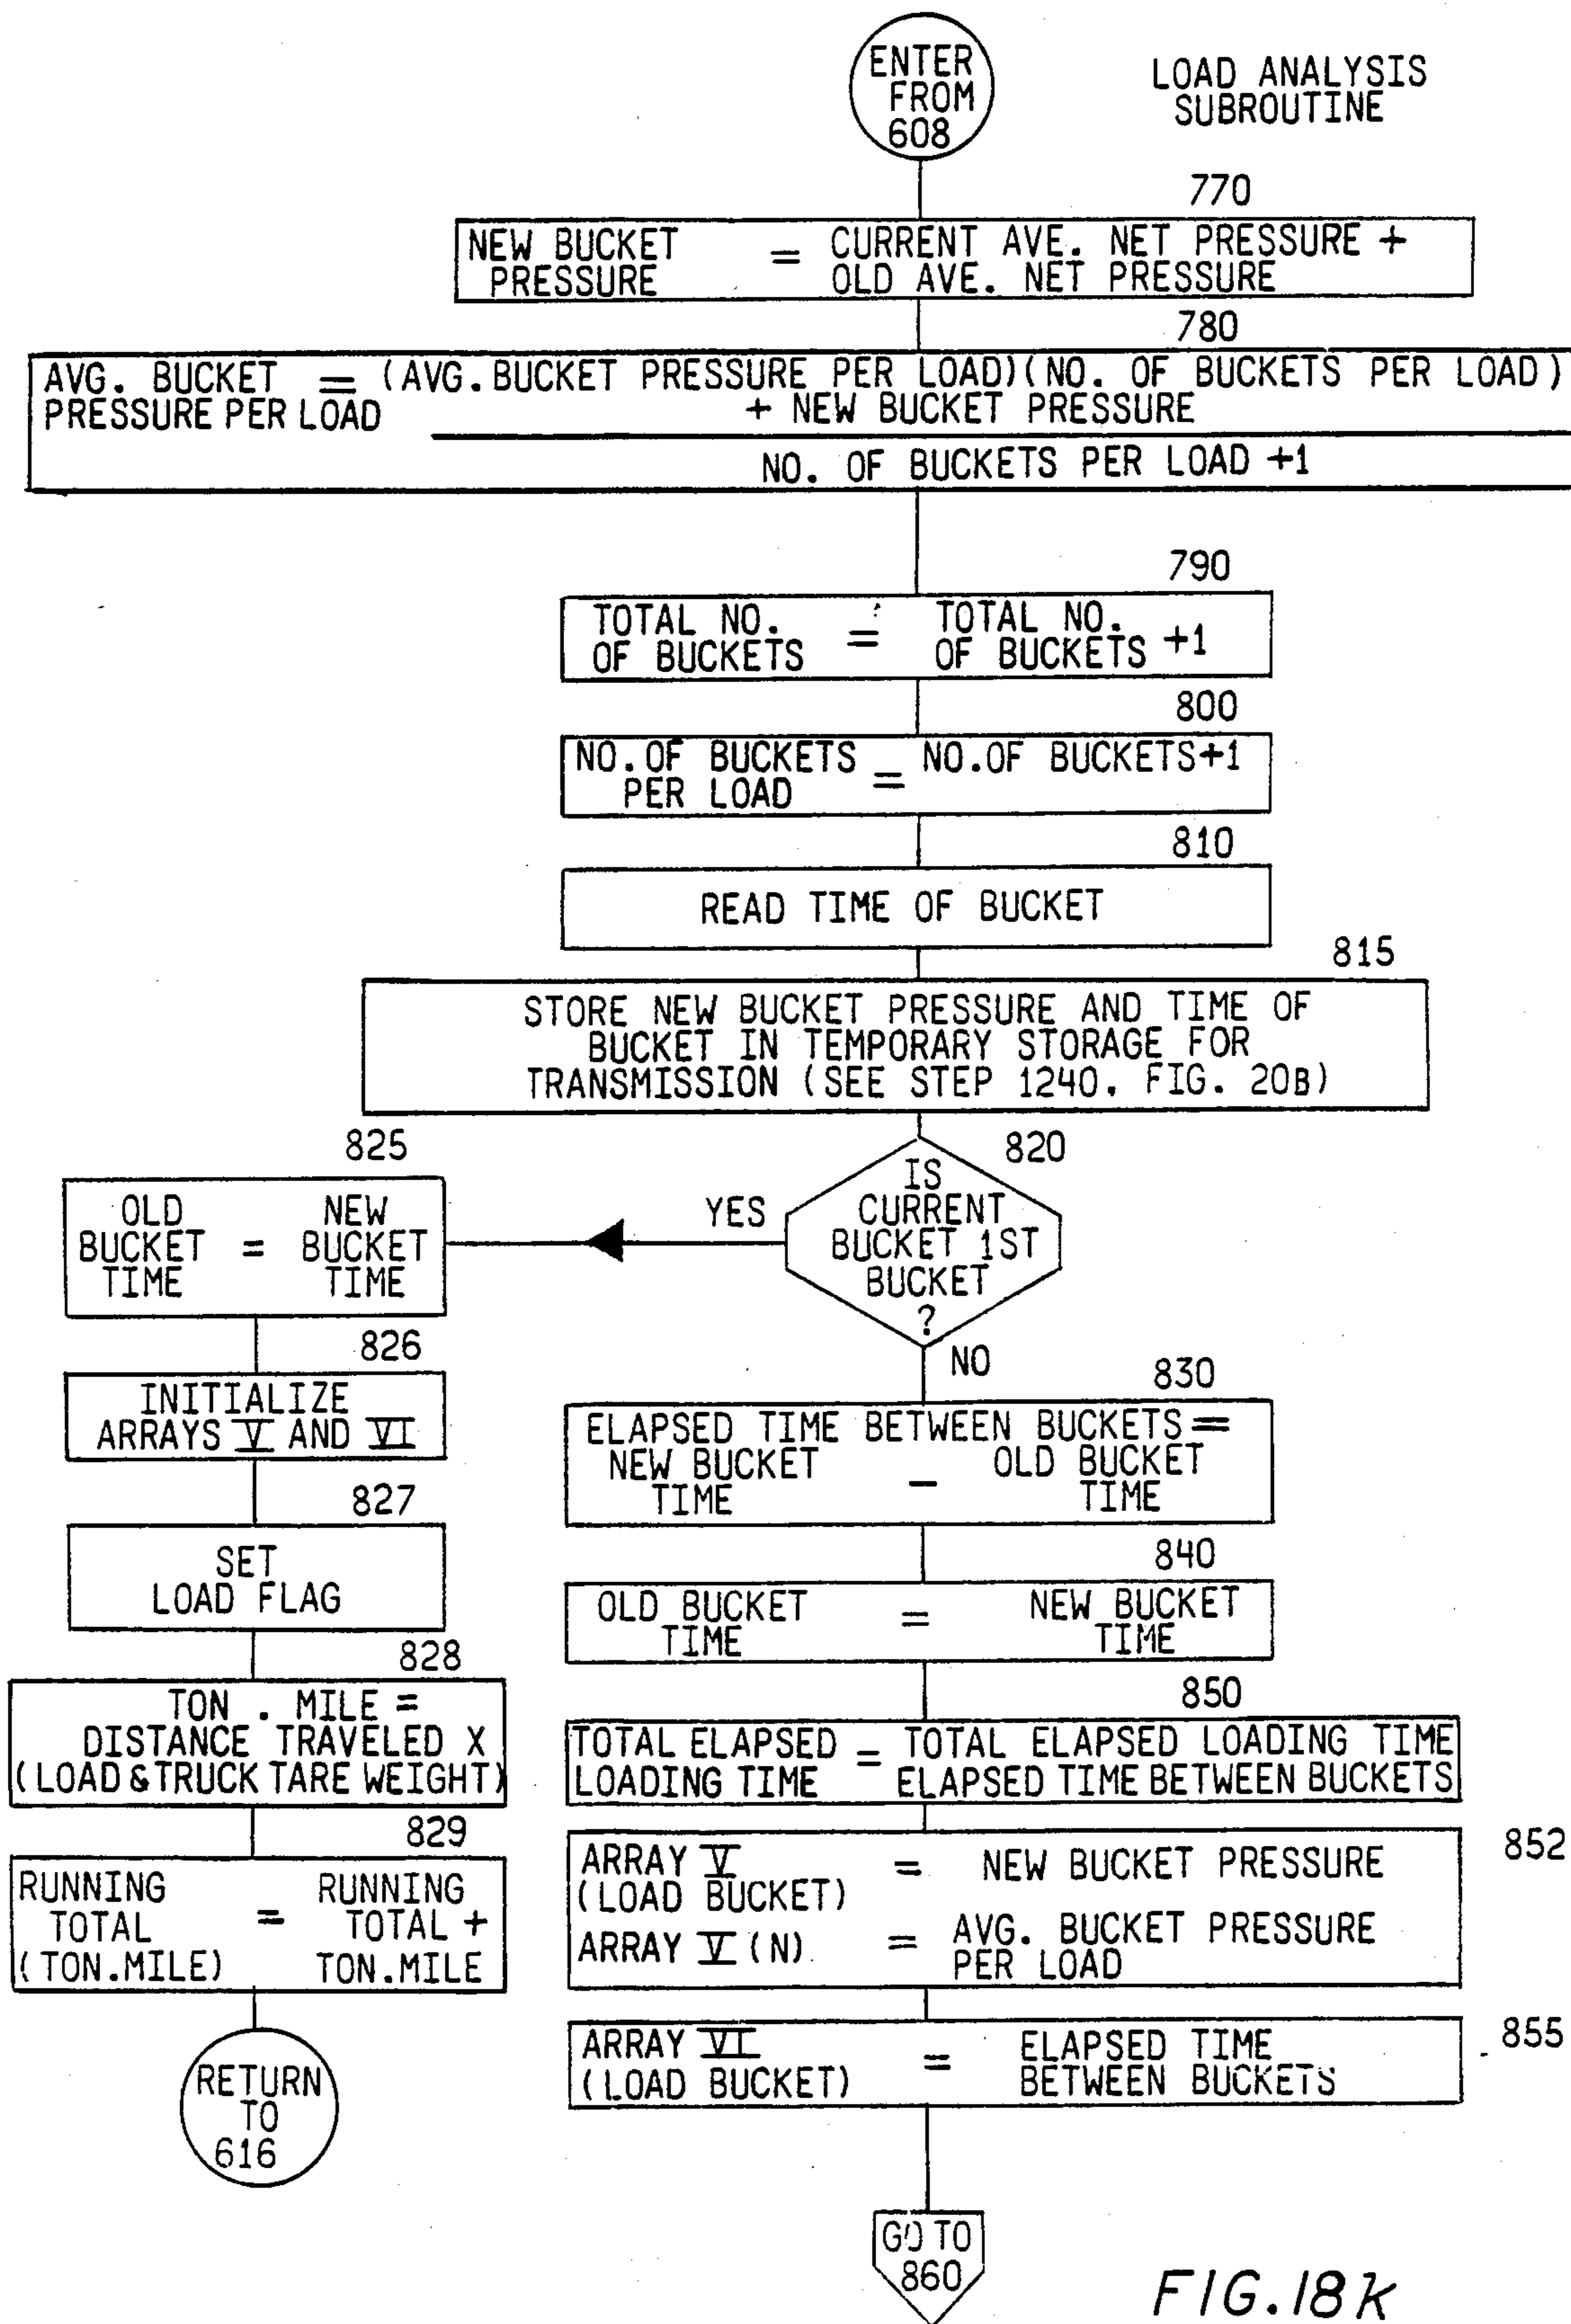 ENTER
FROM
608
LOAD ANALYSIS
SUBROUTINE
770
NEW BUCKET = CURRENT AVE. NET PRESSURE +
PRESSURE OLD AVE. NET PRESSURE
780
AVG. BUCKET = (AVG.BUCKET PRESSURE PER LOAD)(NO. OF BUCKETS PER LOAD)
PRESSURE PER LOAD + NEW BUCKET PRESSURE
NO. OF BUCKETS PER LOAD +1
790
TOTAL NO. = TOTAL NO.
OF BUCKETS OF BUCKETS +1
800
NO.OF BUCKETS = NO.OF BUCKETS+1
PER LOAD
810
READ TIME OF BUCKET
815
STORE NEW BUCKET PRESSURE AND TIME OF
BUCKET IN TEMPORARY STORAGE FOR
TRANSMISSION (SEE STEP 1240. FIG. 20B)
820
IS
CURRENT
BUCKET 1ST
BUCKET
?
YES
825
OLD NEW
BUCKET = BUCKET
TIME TIME
826
INITIALIZE
ARRAYS V AND VI
827
SET
LOAD FLAG
828
TON . MILE =
DISTANCE TRAVELED X
(LOAD & TRUCK TARE WEIGHT)
829
RUNNING RUNNING
TOTAL = TOTAL +
(TON.MILE) TON.MILE
RETURN
TO
616
NO
830
ELAPSED TIME BETWEEN BUCKETS =
NEW BUCKET - OLD BUCKET
TIME TIME
840
OLD BUCKET = NEW BUCKET
TIME TIME
850
TOTAL ELAPSED = TOTAL ELAPSED LOADING TIME
LOADING TIME ELAPSED TIME BETWEEN BUCKETS
852
ARRAY V = NEW BUCKET PRESSURE
(LOAD BUCKET)
ARRAY V (N) = AVG. BUCKET PRESSURE
PER LOAD
855
ARRAY VI = ELAPSED TIME
(LOAD BUCKET) BETWEEN BUCKETS
GO TO
860
FIG.18k